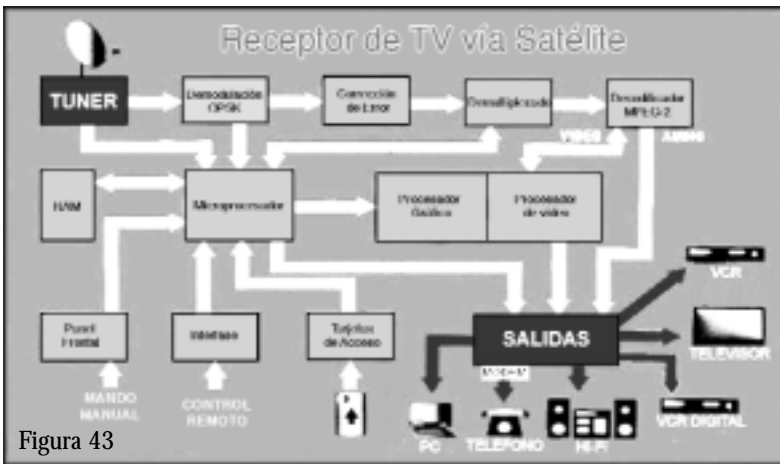 Receptor de TV vía Satélite
TUNER
Demodulación
QPSK
Corrección
de Error
Demultiplexado
Decodificador
MPEG-2
VIDEO
AUDIO
RAM
Microprocesador
Procesador
Gráfico
Procesador
de video
Panel
Frontal
Interfase
Tarjetas
de Acceso
SALIDAS
MODEM
VCR
TELEVISOR
VCR DIGITAL
MANDO
MANUAL
CONTROL
REMOTO
PC
TELEFONO
HI-FI
Figura 43